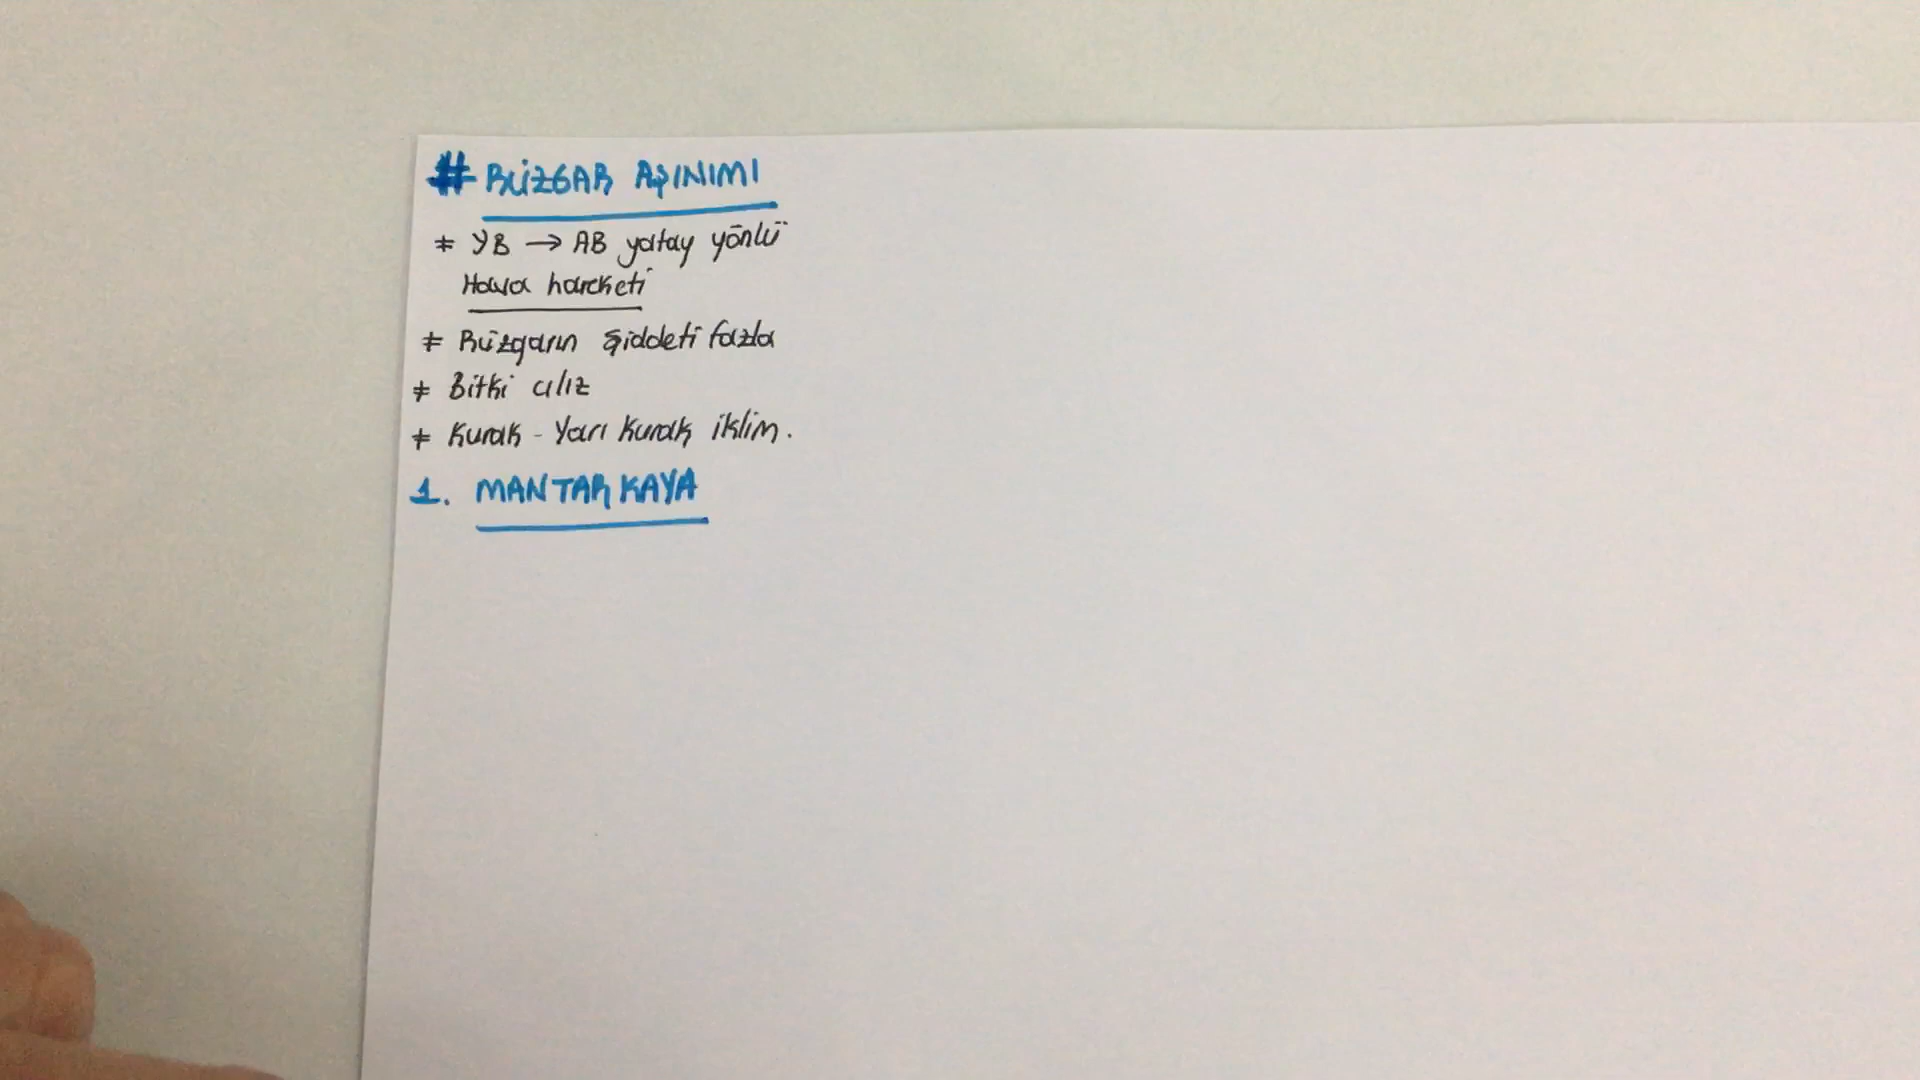 # RÜZGAR AŞINIMI
* YB → AB yatay yönlü
Hava hareketi
* Rüzgarın şiddeti fazla
* Bitki cılız
* Kurak - Yarı Kurak iklim.
1. MANTAR KAYA